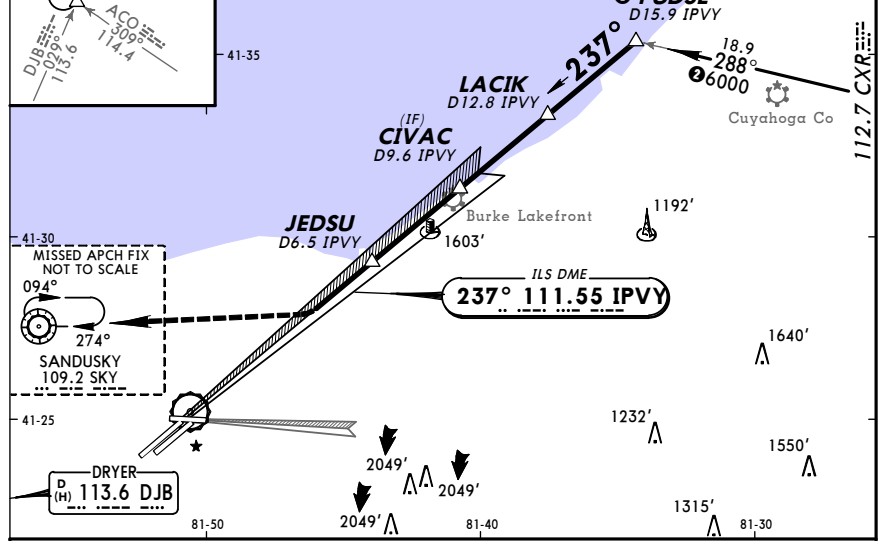 D15.9 IPVY
ACO
309°
114.4
DJB
029°
113.6
41-35
237°
18.9
288°
2 6000
112.7 CXR
LACIK
D12.8 IPVY
Cuyahoga Co
(IF)
CIVAC
D9.6 IPVY
1192'
Burke Lakefront
JEDSU
D6.5 IPVY
1603'
41-30
MISSED APCH FIX
NOT TO SCALE
094°
274°
SANDUSKY
109.2 SKY
ILS DME
237° 111.55 IPVY
1640'
41-25
1232'
1550'
2049'
2049'
2049'
DRYER
D
(H) 113.6 DJB
1315'
81-50
81-40
81-30